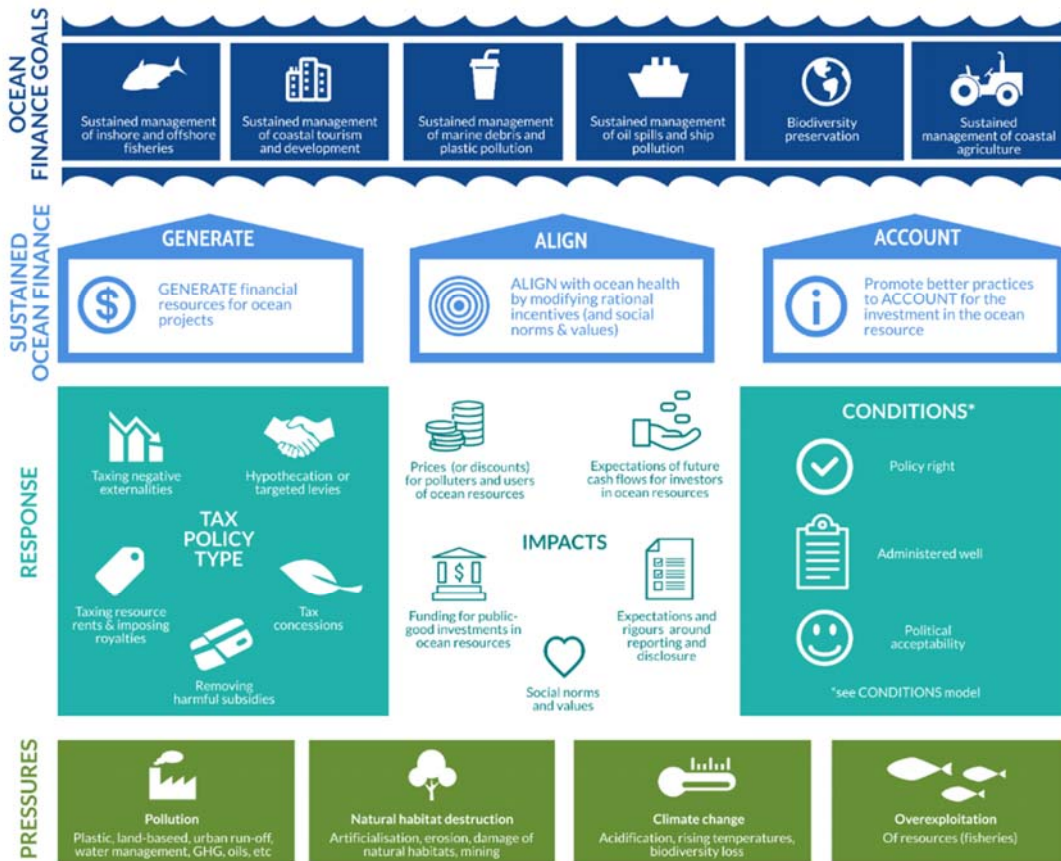 OCEAN
FINANCE GOALS
Sustained management
of inshore and offshore
fisheries
Sustained management
of coastal tourism
and development
Sustained management
of marine debris and
plastic pollution
Sustained management
of oil spills and ship
pollution
Biodiversity
preservation
Sustained
management of coastal
agriculture
SUSTAINED
OCEAN FINANCE
GENERATE
$
GENERATE financial
resources for ocean
projects
ALIGN
ALIGN with ocean health
by modifying rational
incentives (and social
norms & values)
ACCOUNT
i
Promote better practices
to ACCOUNT for the
investment in the ocean
resource
RESPONSE
Taxing negative
externalities
Hypothecation or
targeted levies
TAX
POLICY
TYPE
Taxing resource
rents & imposing
royalties
Tax
concessions
Removing
harmful subsidies
Prices (or discounts)
for polluters and users
of ocean resources
Expectations of future
cash flows for investors
in ocean resources
IMPACTS
$
Funding for public-
good investments in
ocean resources
Expectations and
rigours around
reporting and
disclosure
Social norms
and values
CONDITIONS*
Policy right
Administered well
Political
acceptability
*see CONDITIONS model
PRESSURES
Pollution
Plastic, land-baseed, urban run-off,
water management, GHG, oils, etc
Natural habitat destruction
Artificialisation, erosion, damage of
natural habitats, mining
Climate change
Acidification, rising temperatures,
biodiversity loss
Overexploitation
Of resources (fisheries)